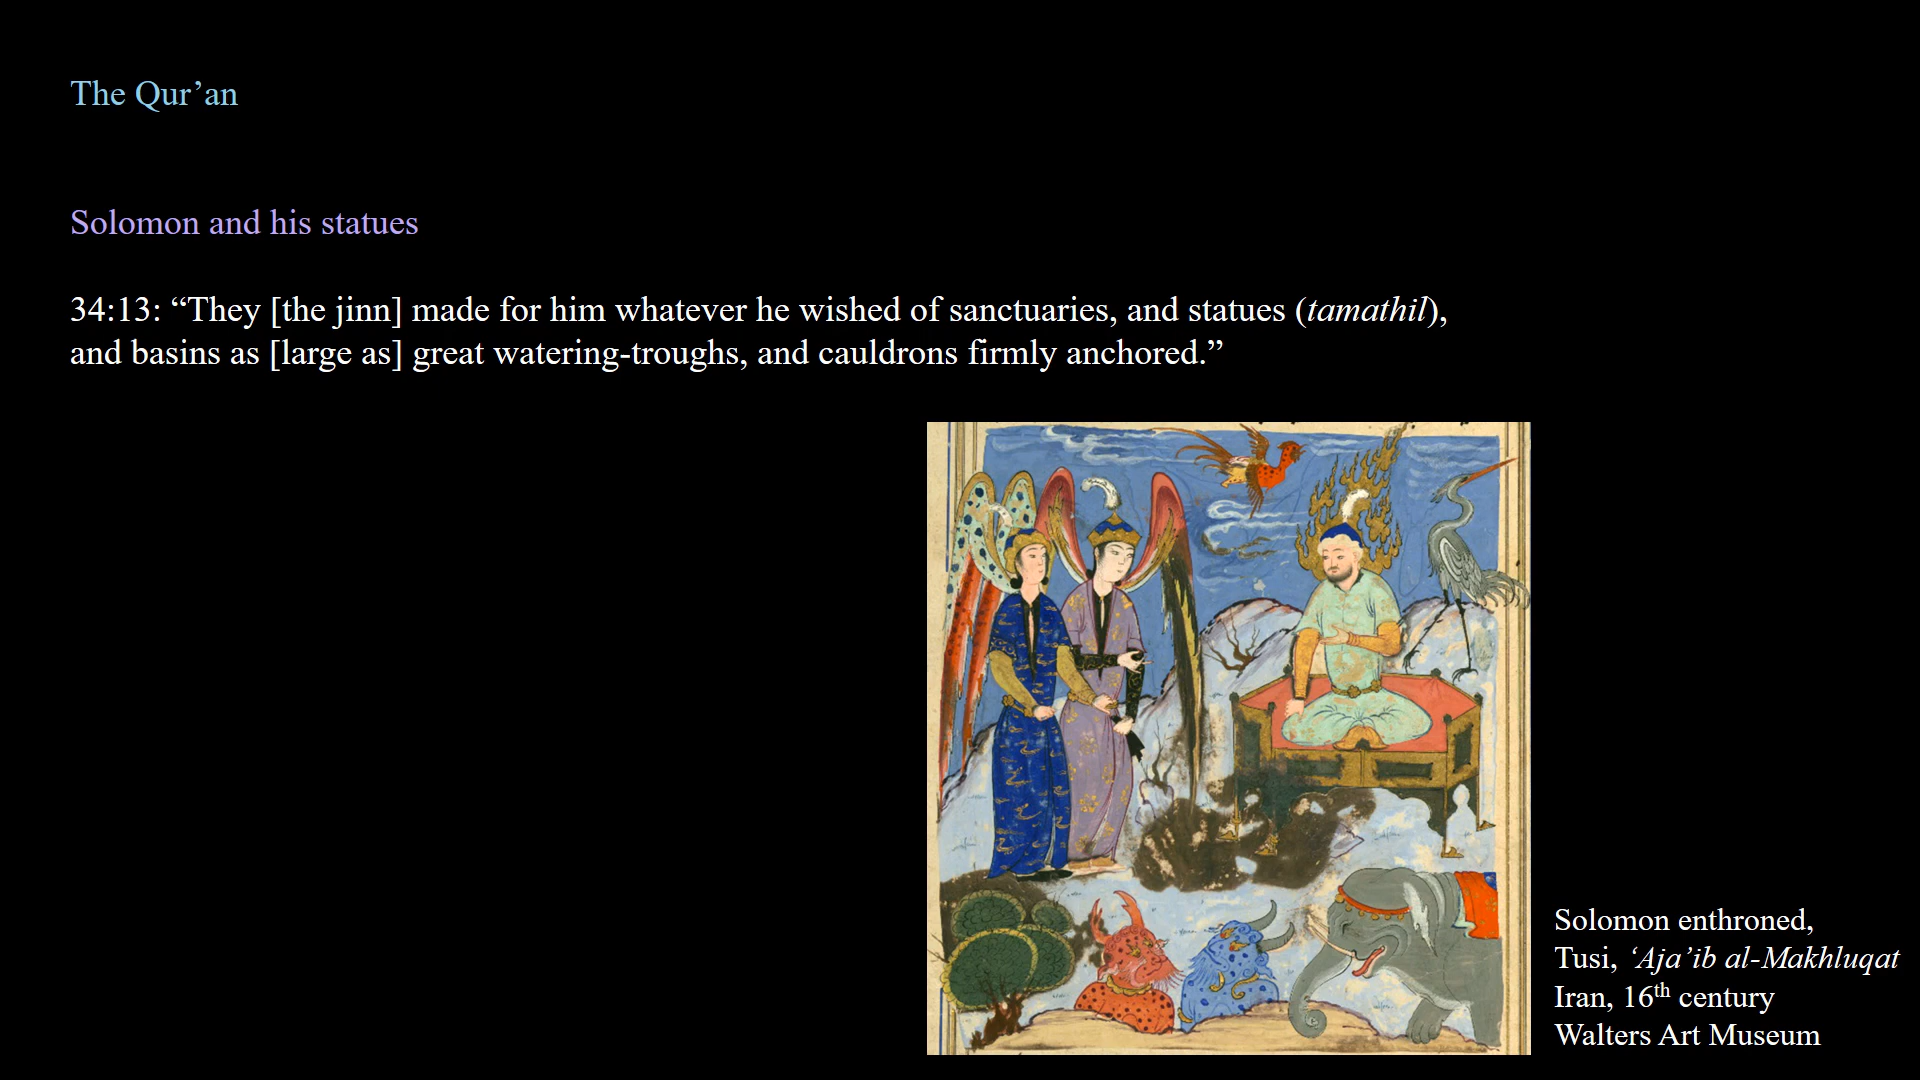 The Qur’an
Solomon and his statues
34:13: “They [the jinn] made for him whatever he wished of sanctuaries, and statues (tamathil),
and basins as [large as] great watering-troughs, and cauldrons firmly anchored.”
Solomon enthroned,
Tusi, ‘Aja’ib al-Makhluqat
Iran, 16th century
Walters Art Museum